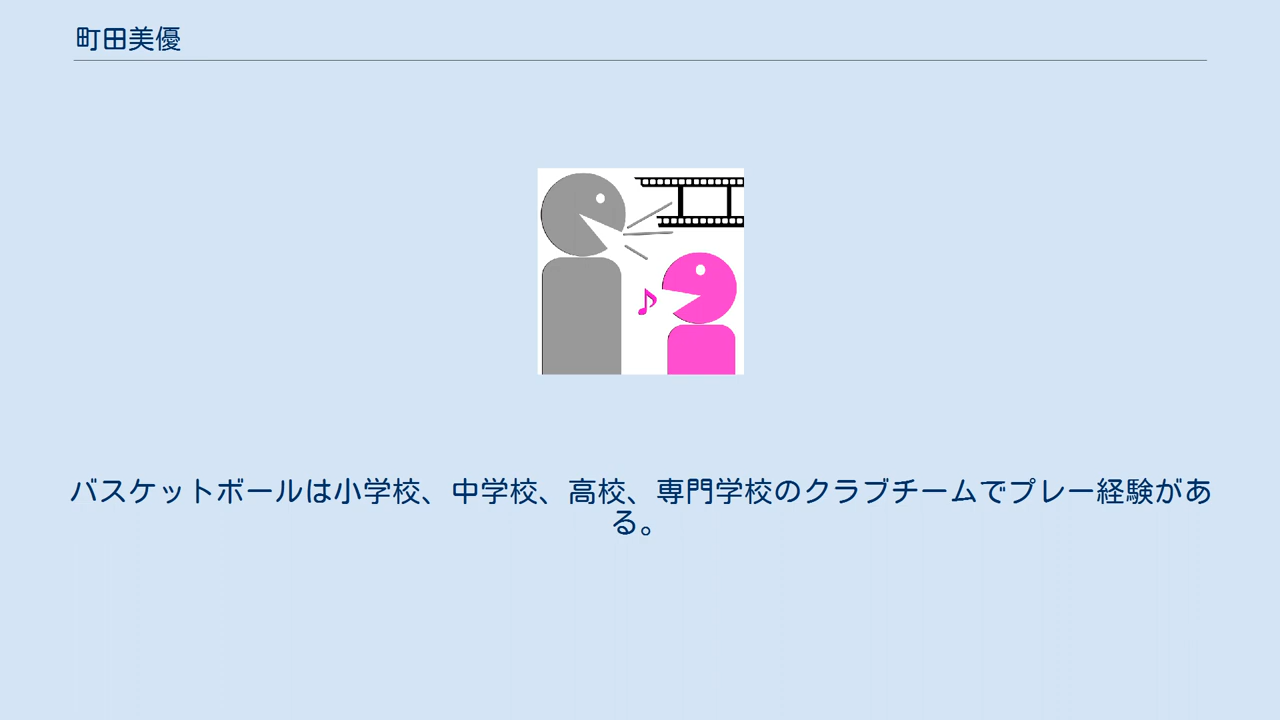 町田美優
バスケットボールは小学校、中学校、高校、専門学校のクラブチームでプレー経験があ
る。